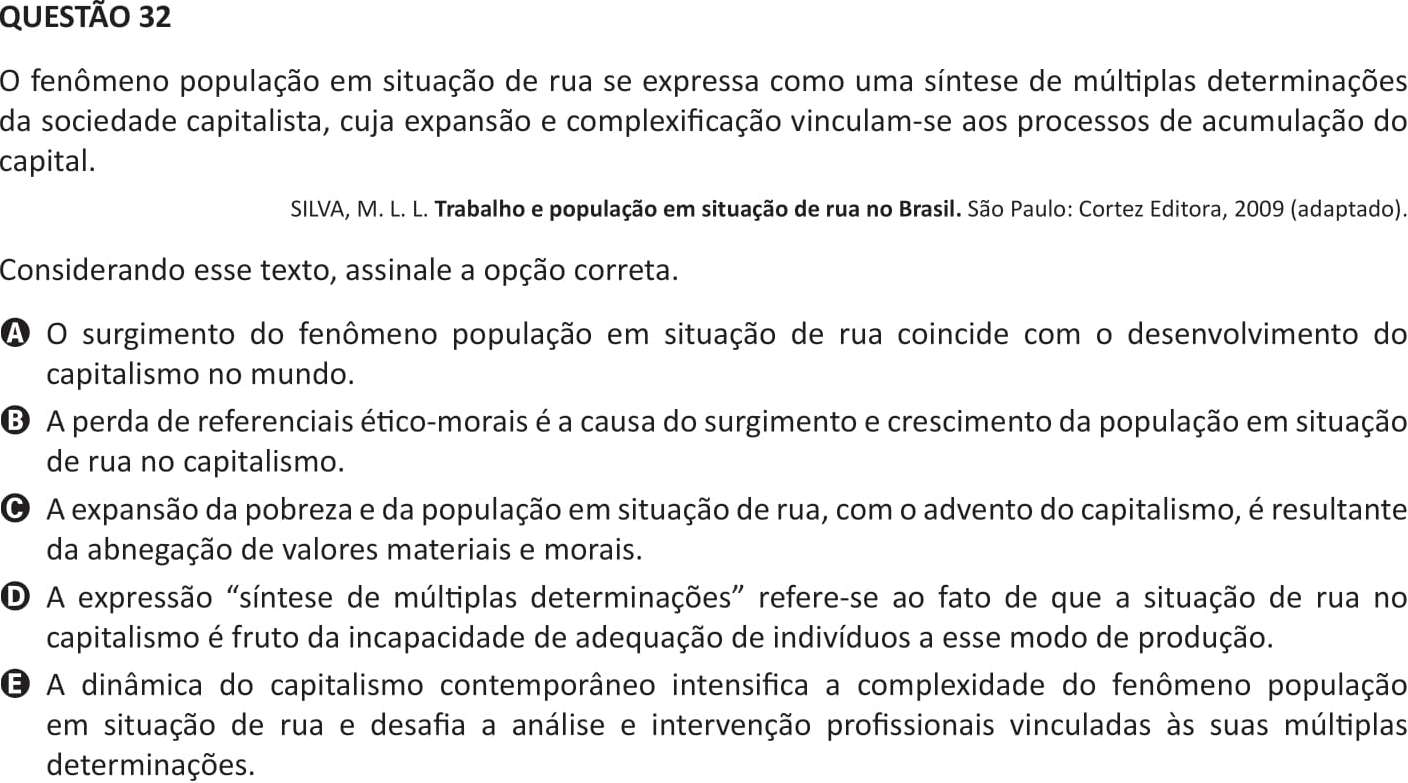 QUESTÃO 32
O fenômeno população em situação de rua se expressa como uma síntese de múltiplas determinações
da sociedade capitalista, cuja expansão e complexificação vinculam-se aos processos de acumulação do
capital.
SILVA, M. L. L. Trabalho e população em situação de rua no Brasil. São Paulo: Cortez Editora, 2009 (adaptado).
Considerando esse texto, assinale a opção correta.
A O surgimento do fenômeno população em situação de rua coincide com o desenvolvimento do
capitalismo no mundo.
B A perda de referenciais ético-morais é a causa do surgimento e crescimento da população em situação
de rua no capitalismo.
C A expansão da pobreza e da população em situação de rua, com o advento do capitalismo, é resultante
da abnegação de valores materiais e morais.
D A expressão “síntese de múltiplas determinações” refere-se ao fato de que a situação de rua no
capitalismo é fruto da incapacidade de adequação de indivíduos a esse modo de produção.
E A dinâmica do capitalismo contemporâneo intensifica a complexidade do fenômeno população
em situação de rua e desafia a análise e intervenção profissionais vinculadas às suas múltiplas
determinações.